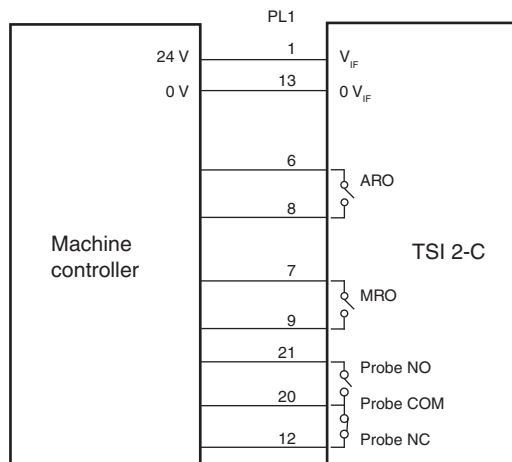 PL1
24 V 1 V_IF
0 V 13 0 V_IF
6
ARO
8
Machine
controller
TSI 2-C
7
MRO
9
21
Probe NO
20 Probe COM
12 Probe NC